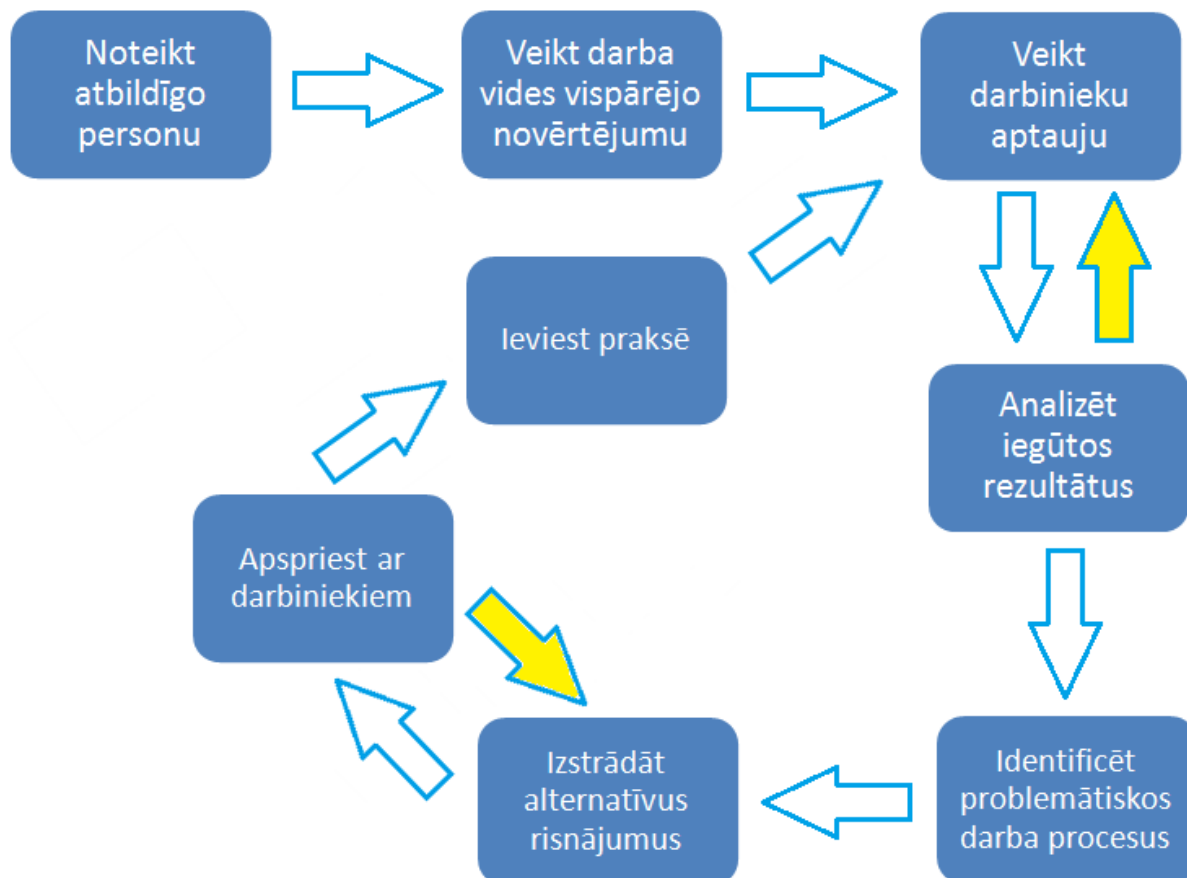 Noteikt
atbildīgo
personu
Veikt darba
vides vispārējo
novērtējumu
Veikt
darbinieku
aptauju
Analizēt
iegūtos
rezultātus
Identificēt
problēmātiskos
darba procesus
Izstrādāt
alternatīvus
risnājumus
Apspriest ar
darbiniekiem
Ieviest praksē